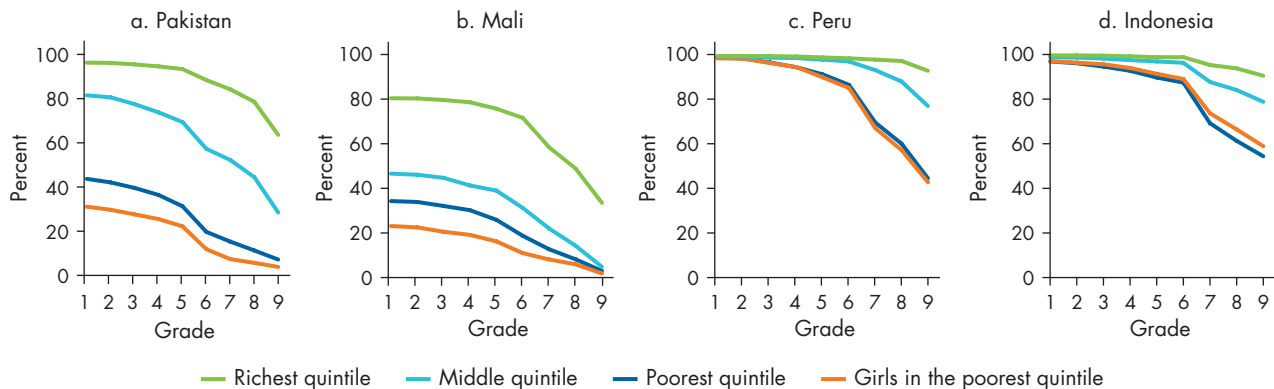 a. Pakistan
100
80
60
40
20
0
Percent
1 2 3 4 5 6 7 8 9
Grade
b. Mali
100
80
60
40
20
0
Percent
1 2 3 4 5 6 7 8 9
Grade
c. Peru
100
80
60
40
20
0
Percent
1 2 3 4 5 6 7 8 9
Grade
d. Indonesia
100
80
60
40
20
0
Percent
1 2 3 4 5 6 7 8 9
Grade
Richest quintile Middle quintile Poorest quintile Girls in the poorest quintile